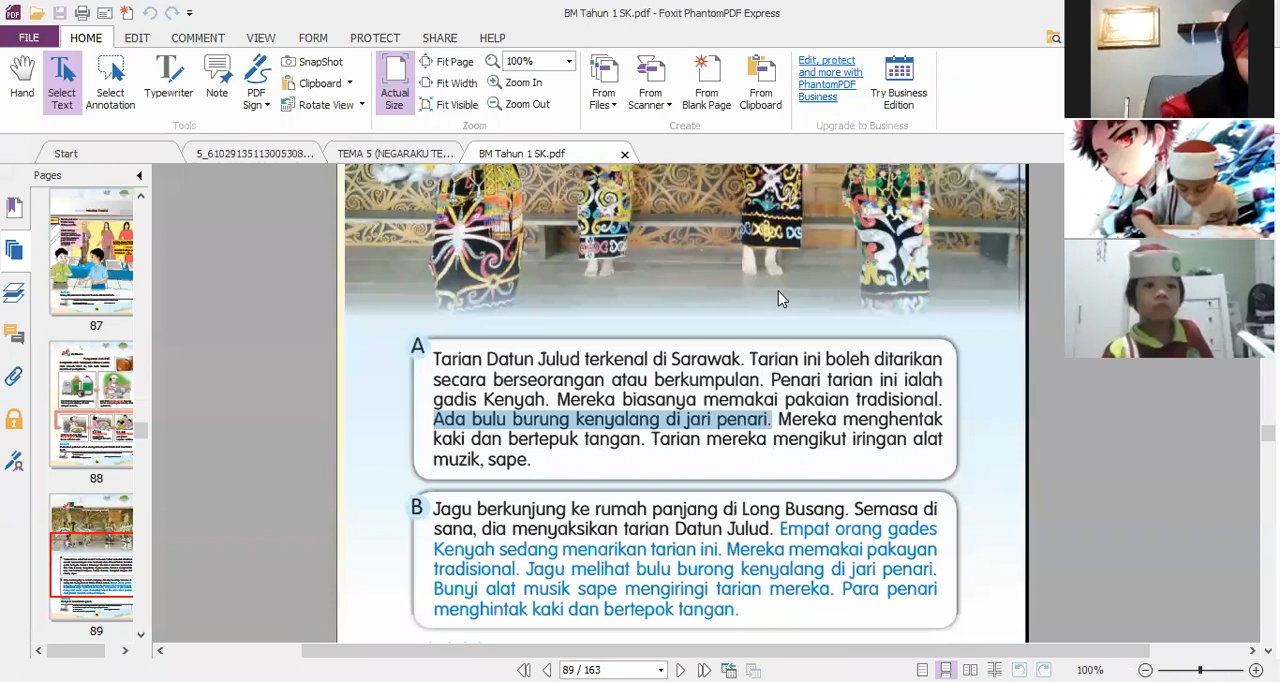 BM Tahun 1 SK.pdf - Foxit PhantomPDF Express
FILE HOME EDIT COMMENT VIEW FORM PROTECT SHARE HELP
Hand
Select Text
Select Annotation
Typewriter
Note
PDF Sign
SnapShot
Clipboard
Rotate View
Tools
Actual Size
Fit Page
Fit Width
Fit Visible
100%
Zoom In
Zoom Out
Zoom
From Files
From Scanner
From Blank Page
From Clipboard
Create
Edit, protect
and more with
PhantomPDF
Business
Try Business Edition
Upgrade to Business
Start
5_61029135113005308...
TEMA 5 (NEGARAKU TE...
BM Tahun 1 SK.pdf
Pages
87
88
89
A
Tarian Datun Julud terkenal di Sarawak. Tarian ini boleh ditarikan
secara berseorangan atau berkumpulan. Penari tarian ini ialah
gadis Kenyah. Mereka biasanya memakai pakaian tradisional.
Ada bulu burung kenyalang di jari penari. Mereka menghentak
kaki dan bertepuk tangan. Tarian mereka mengikut iringan alat
muzik, sape.
B
Jagu berkunjung ke rumah panjang di Long Busang. Semasa di
sana, dia menyaksikan tarian Datun Julud. Empat orang gades
Kenyah sedang menarikan tarian ini. Mereka memakai pakayan
tradisional. Jagu melihat bulu burong kenyalang di jari penari.
Bunyi alat musik sape mengiringi tarian mereka. Para penari
menghintak kaki dan bertepok tangan.
89 / 163
100%